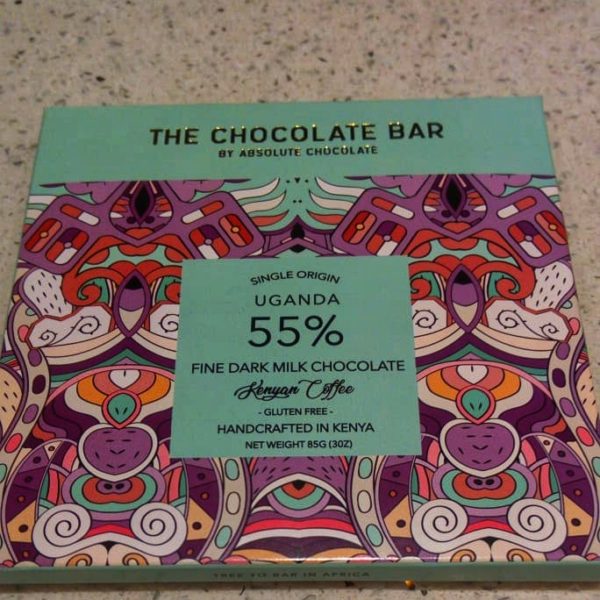 THE CHOCOLATE BAR
BY ABSOLUTE CHOCOLATE
SINGLE ORIGIN
UGANDA
55%
FINE DARK MILK CHOCOLATE
Kenyan Coffee
- GLUTEN FREE -
HANDCRAFTED IN KENYA
NET WEIGHT 85G (3OZ)
TREE TO BAR IN AFRICA